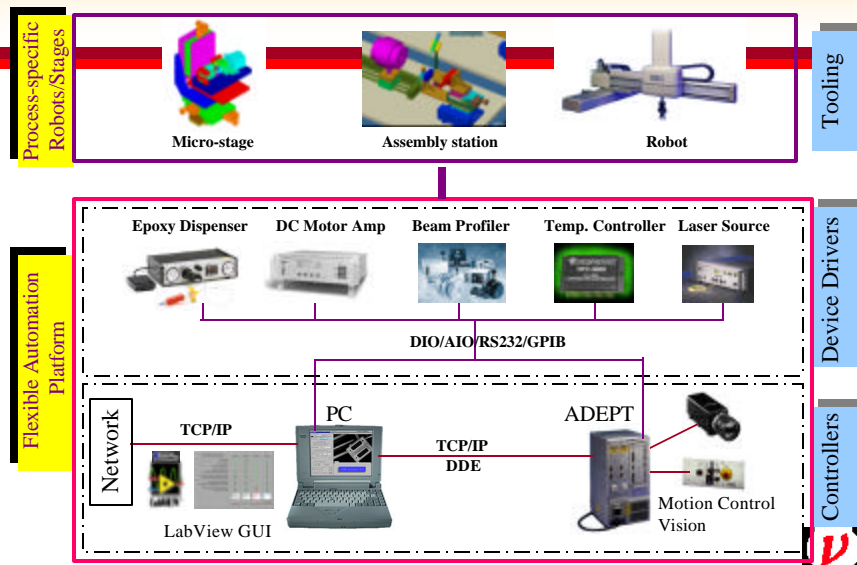 Process-specific
Robots/Stages
Micro-stage
Assembly station
Robot
Tooling
Flexible Automation
Platform
Epoxy Dispenser
DC Motor Amp
Beam Profiler
Temp. Controller
Laser Source
Device Drivers
DIO/AIO/RS232/GPIB
Network
TCP/IP
PC
TCP/IP
DDE
ADEPT
LabView GUI
Motion Control
Vision
Controllers
ν